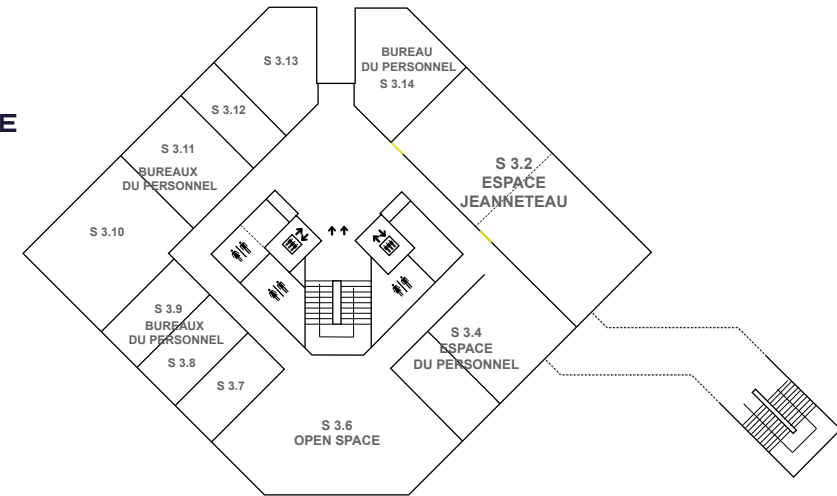 S 3.13
BUREAU
DU PERSONNEL
S 3.14
S 3.12
E
S 3.11
BUREAUX
DU PERSONNEL
S 3.2
ESPACE
JEANNETEAU
S 3.10
S 3.9
BUREAUX
DU PERSONNEL
S 3.8
S 3.7
S 3.4
ESPACE
DU PERSONNEL
S 3.6
OPEN SPACE